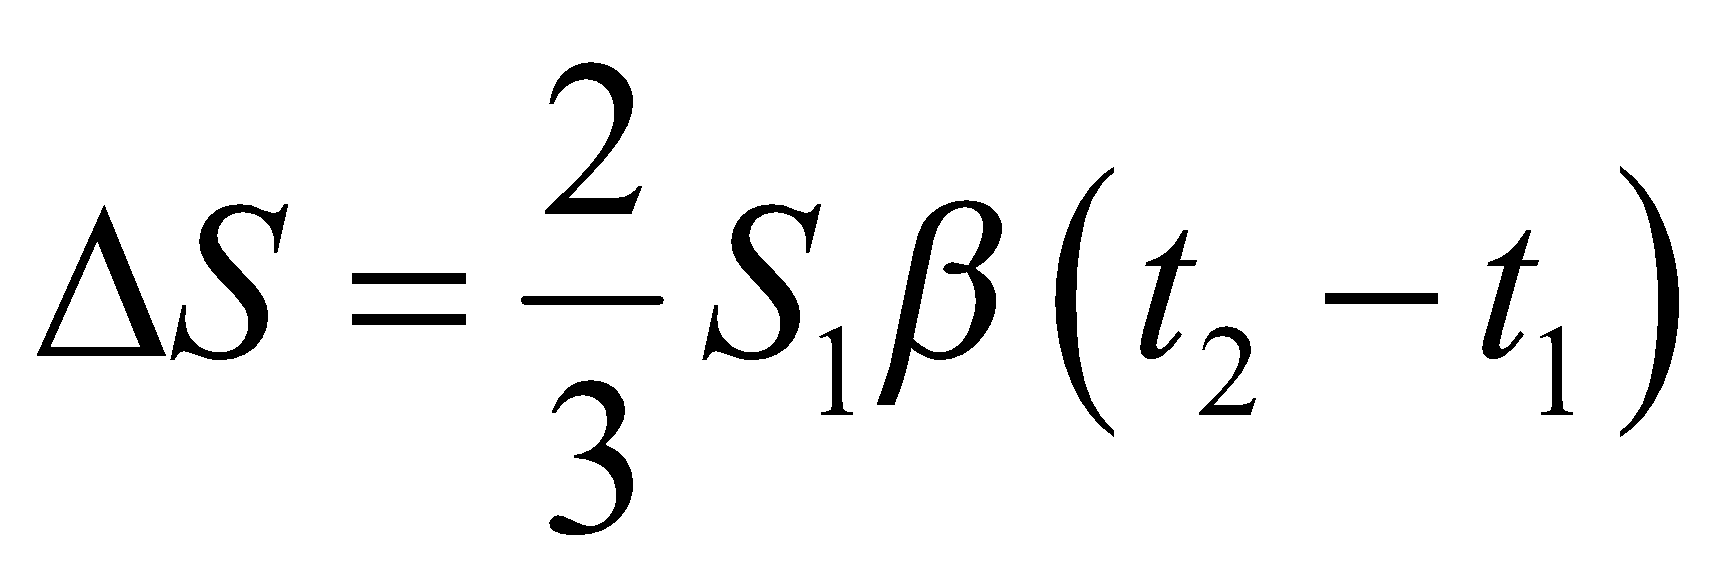 ΔS = 2/3 S₁β(t₂ − t₁)